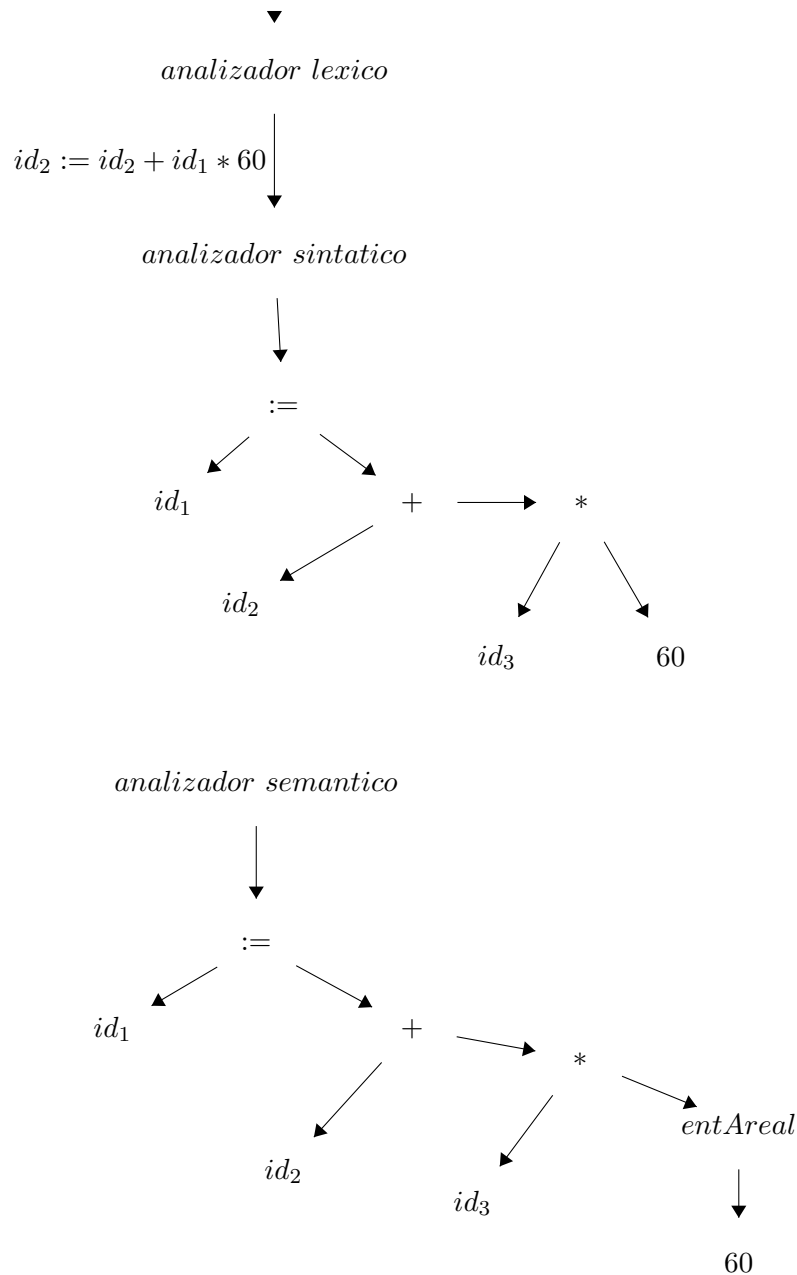 analizador lexico
id₂ := id₂ + id₁ ∗ 60
analizador sintatico
:=
id₁ + ∗
id₂
id₃ 60
analizador semantico
:=
id₁ +
∗
entAreal
id₂
id₃
60